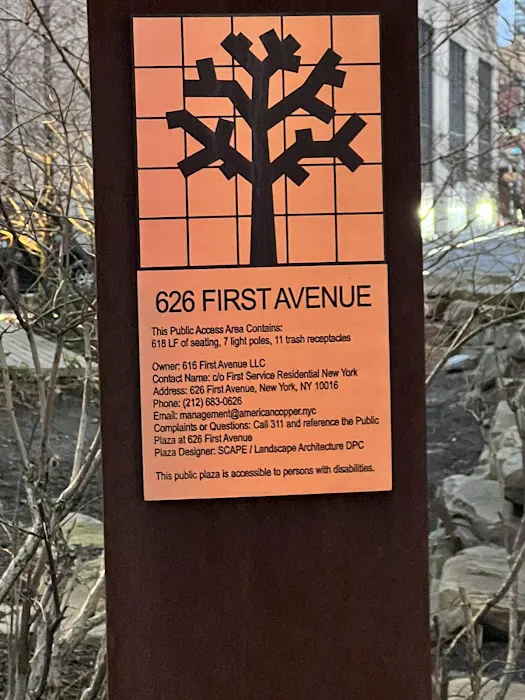 626 FIRST AVENUE
This Public Access Area Contains:
618 LF of seating, 7 light poles, 11 trash receptacles
Owner: 616 First Avenue LLC
Contact Name: c/o First Service Residential New York
Address: 626 First Avenue, New York, NY 10016
Phone: (212) 683-0626
Email: management@americancopper.nyc
Complaints or Questions: Call 311 and reference the Public
Plaza at 626 First Avenue
Plaza Designer: SCAPE / Landscape Architecture DPC
This public plaza is accessible to persons with disabilities.